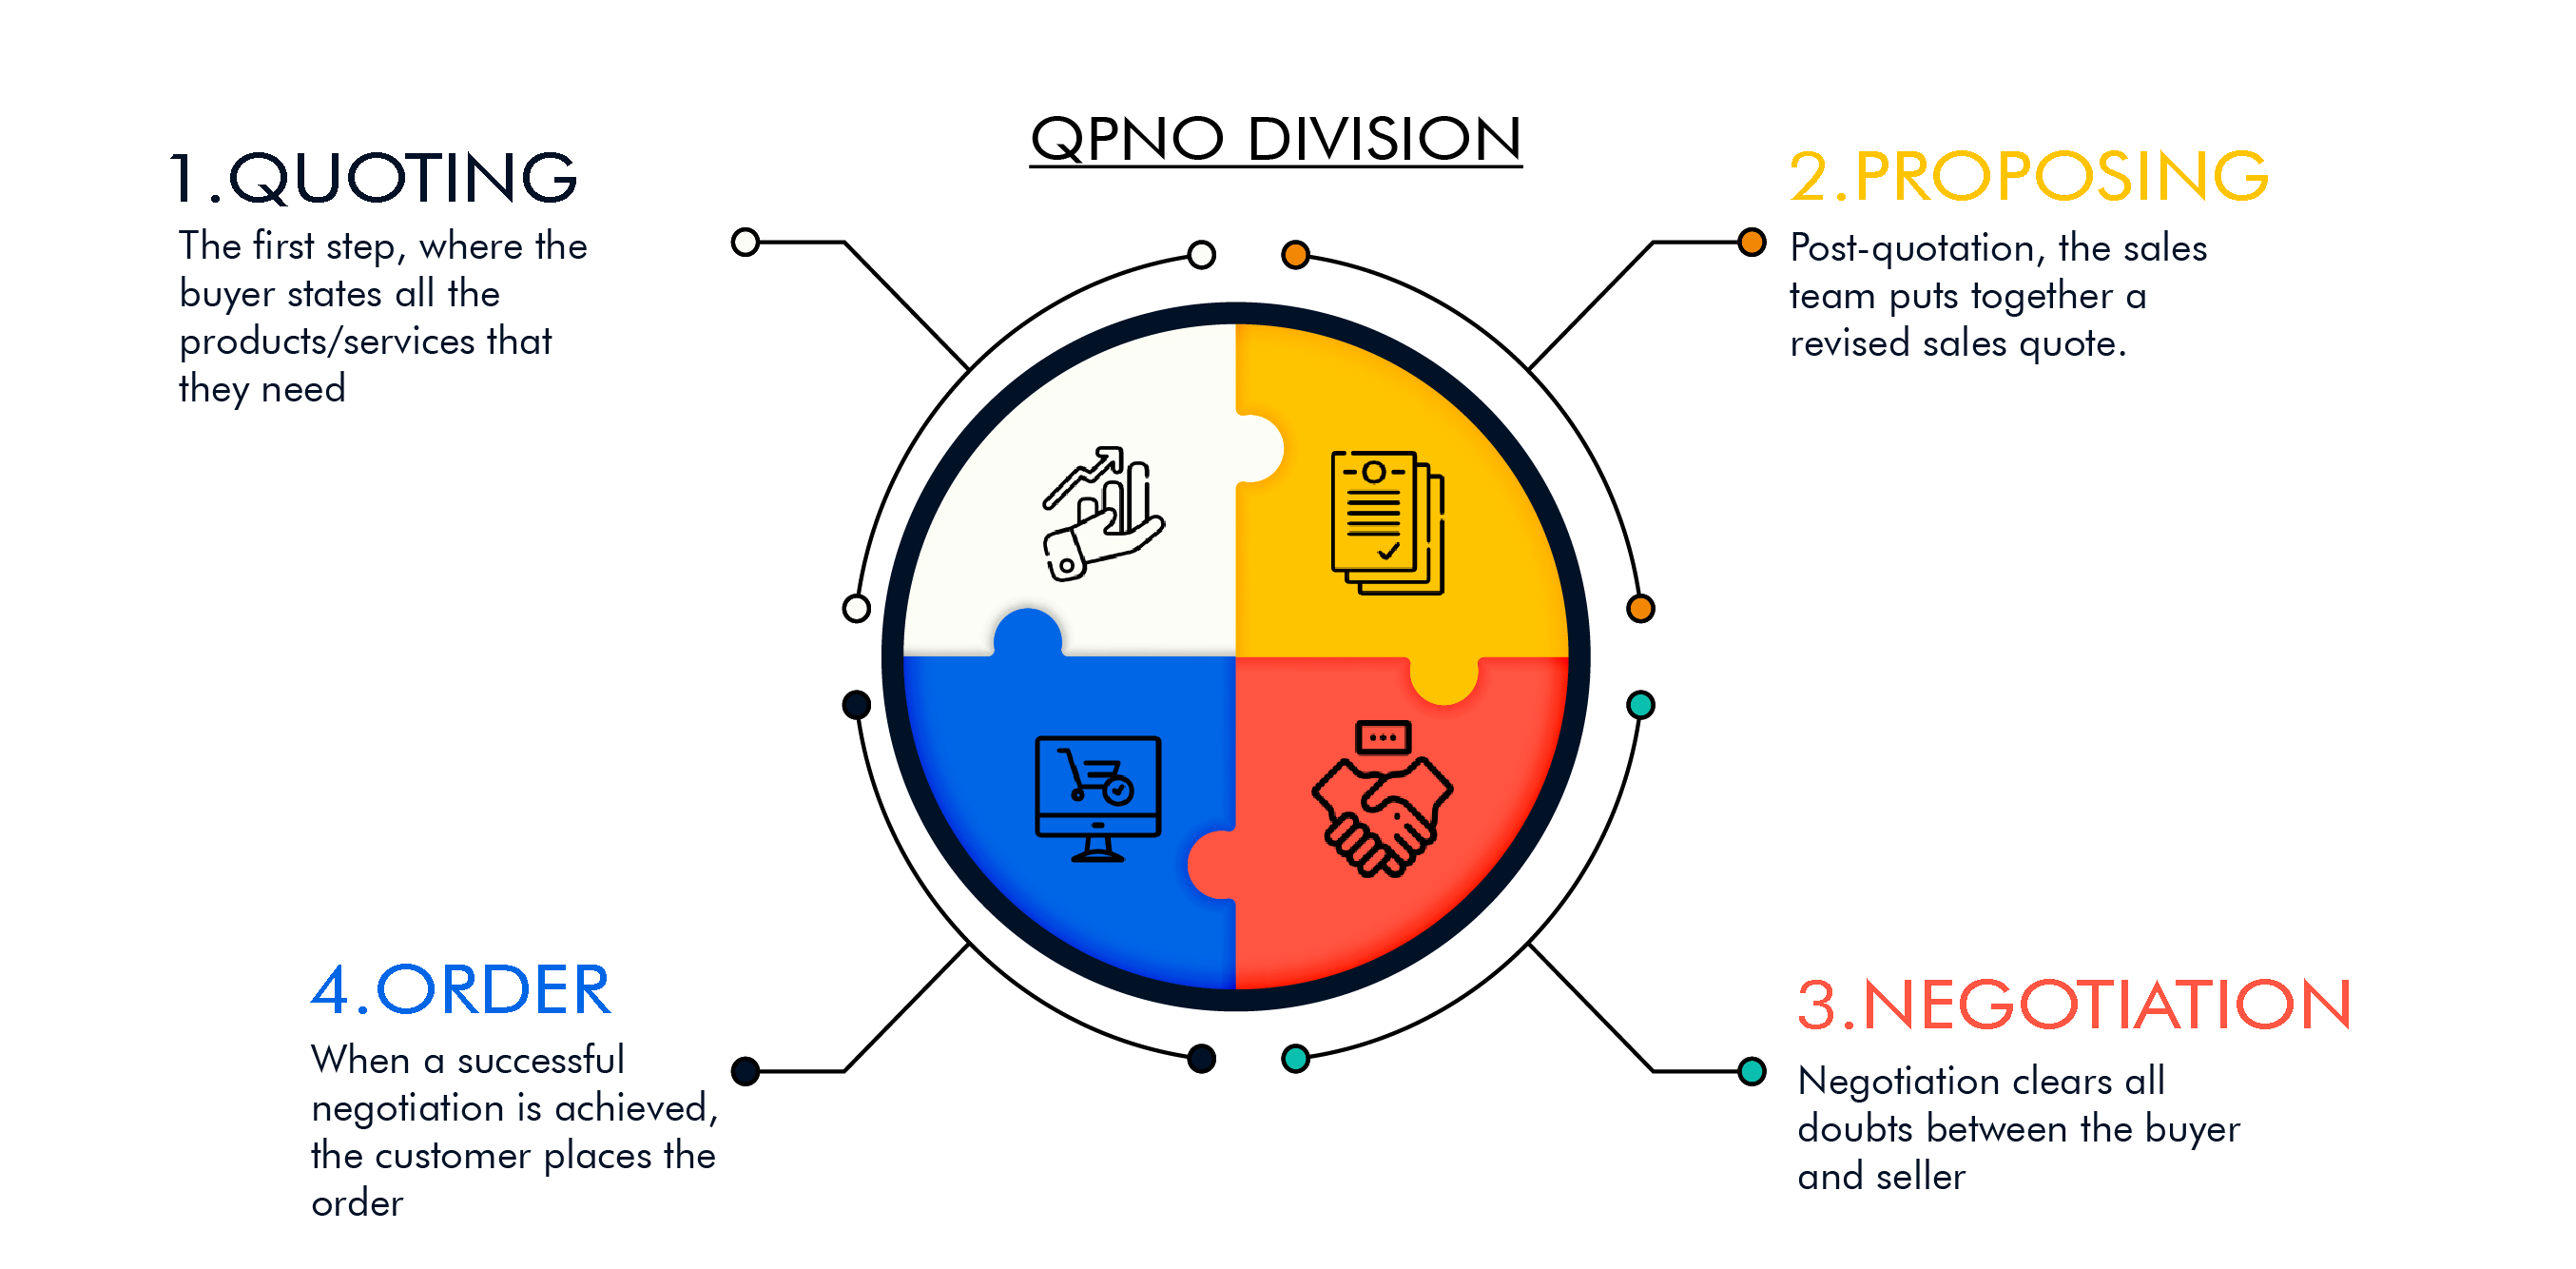 QPNO DIVISION
1.QUOTING
The first step, where the
buyer states all the
products/services that
they need
2.PROPOSING
Post-quotation, the sales
team puts together a
revised sales quote.
3.NEGOTIATION
Negotiation clears all
doubts between the buyer
and seller
4.ORDER
When a successful
negotiation is achieved,
the customer places the
order